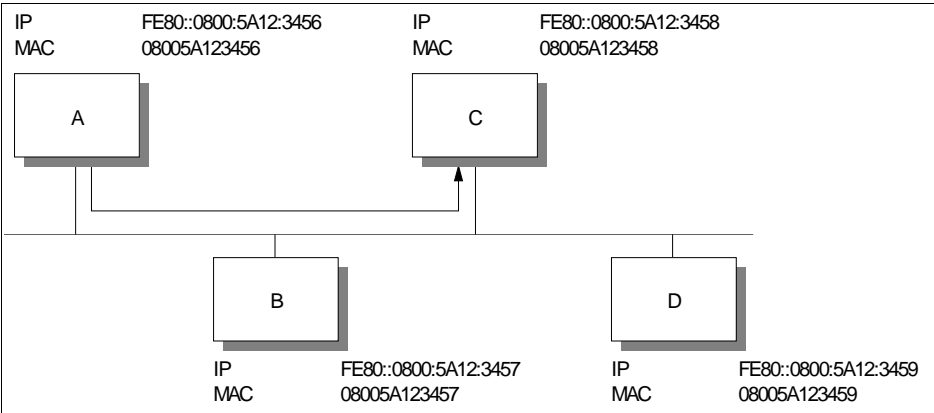 IP FE80::0800:5A12:3456
MAC 08005A123456
IP FE80::0800:5A12:3458
MAC 08005A123458
A
C
B
D
IP FE80::0800:5A12:3457
MAC 08005A123457
IP FE80::0800:5A12:3459
MAC 08005A123459